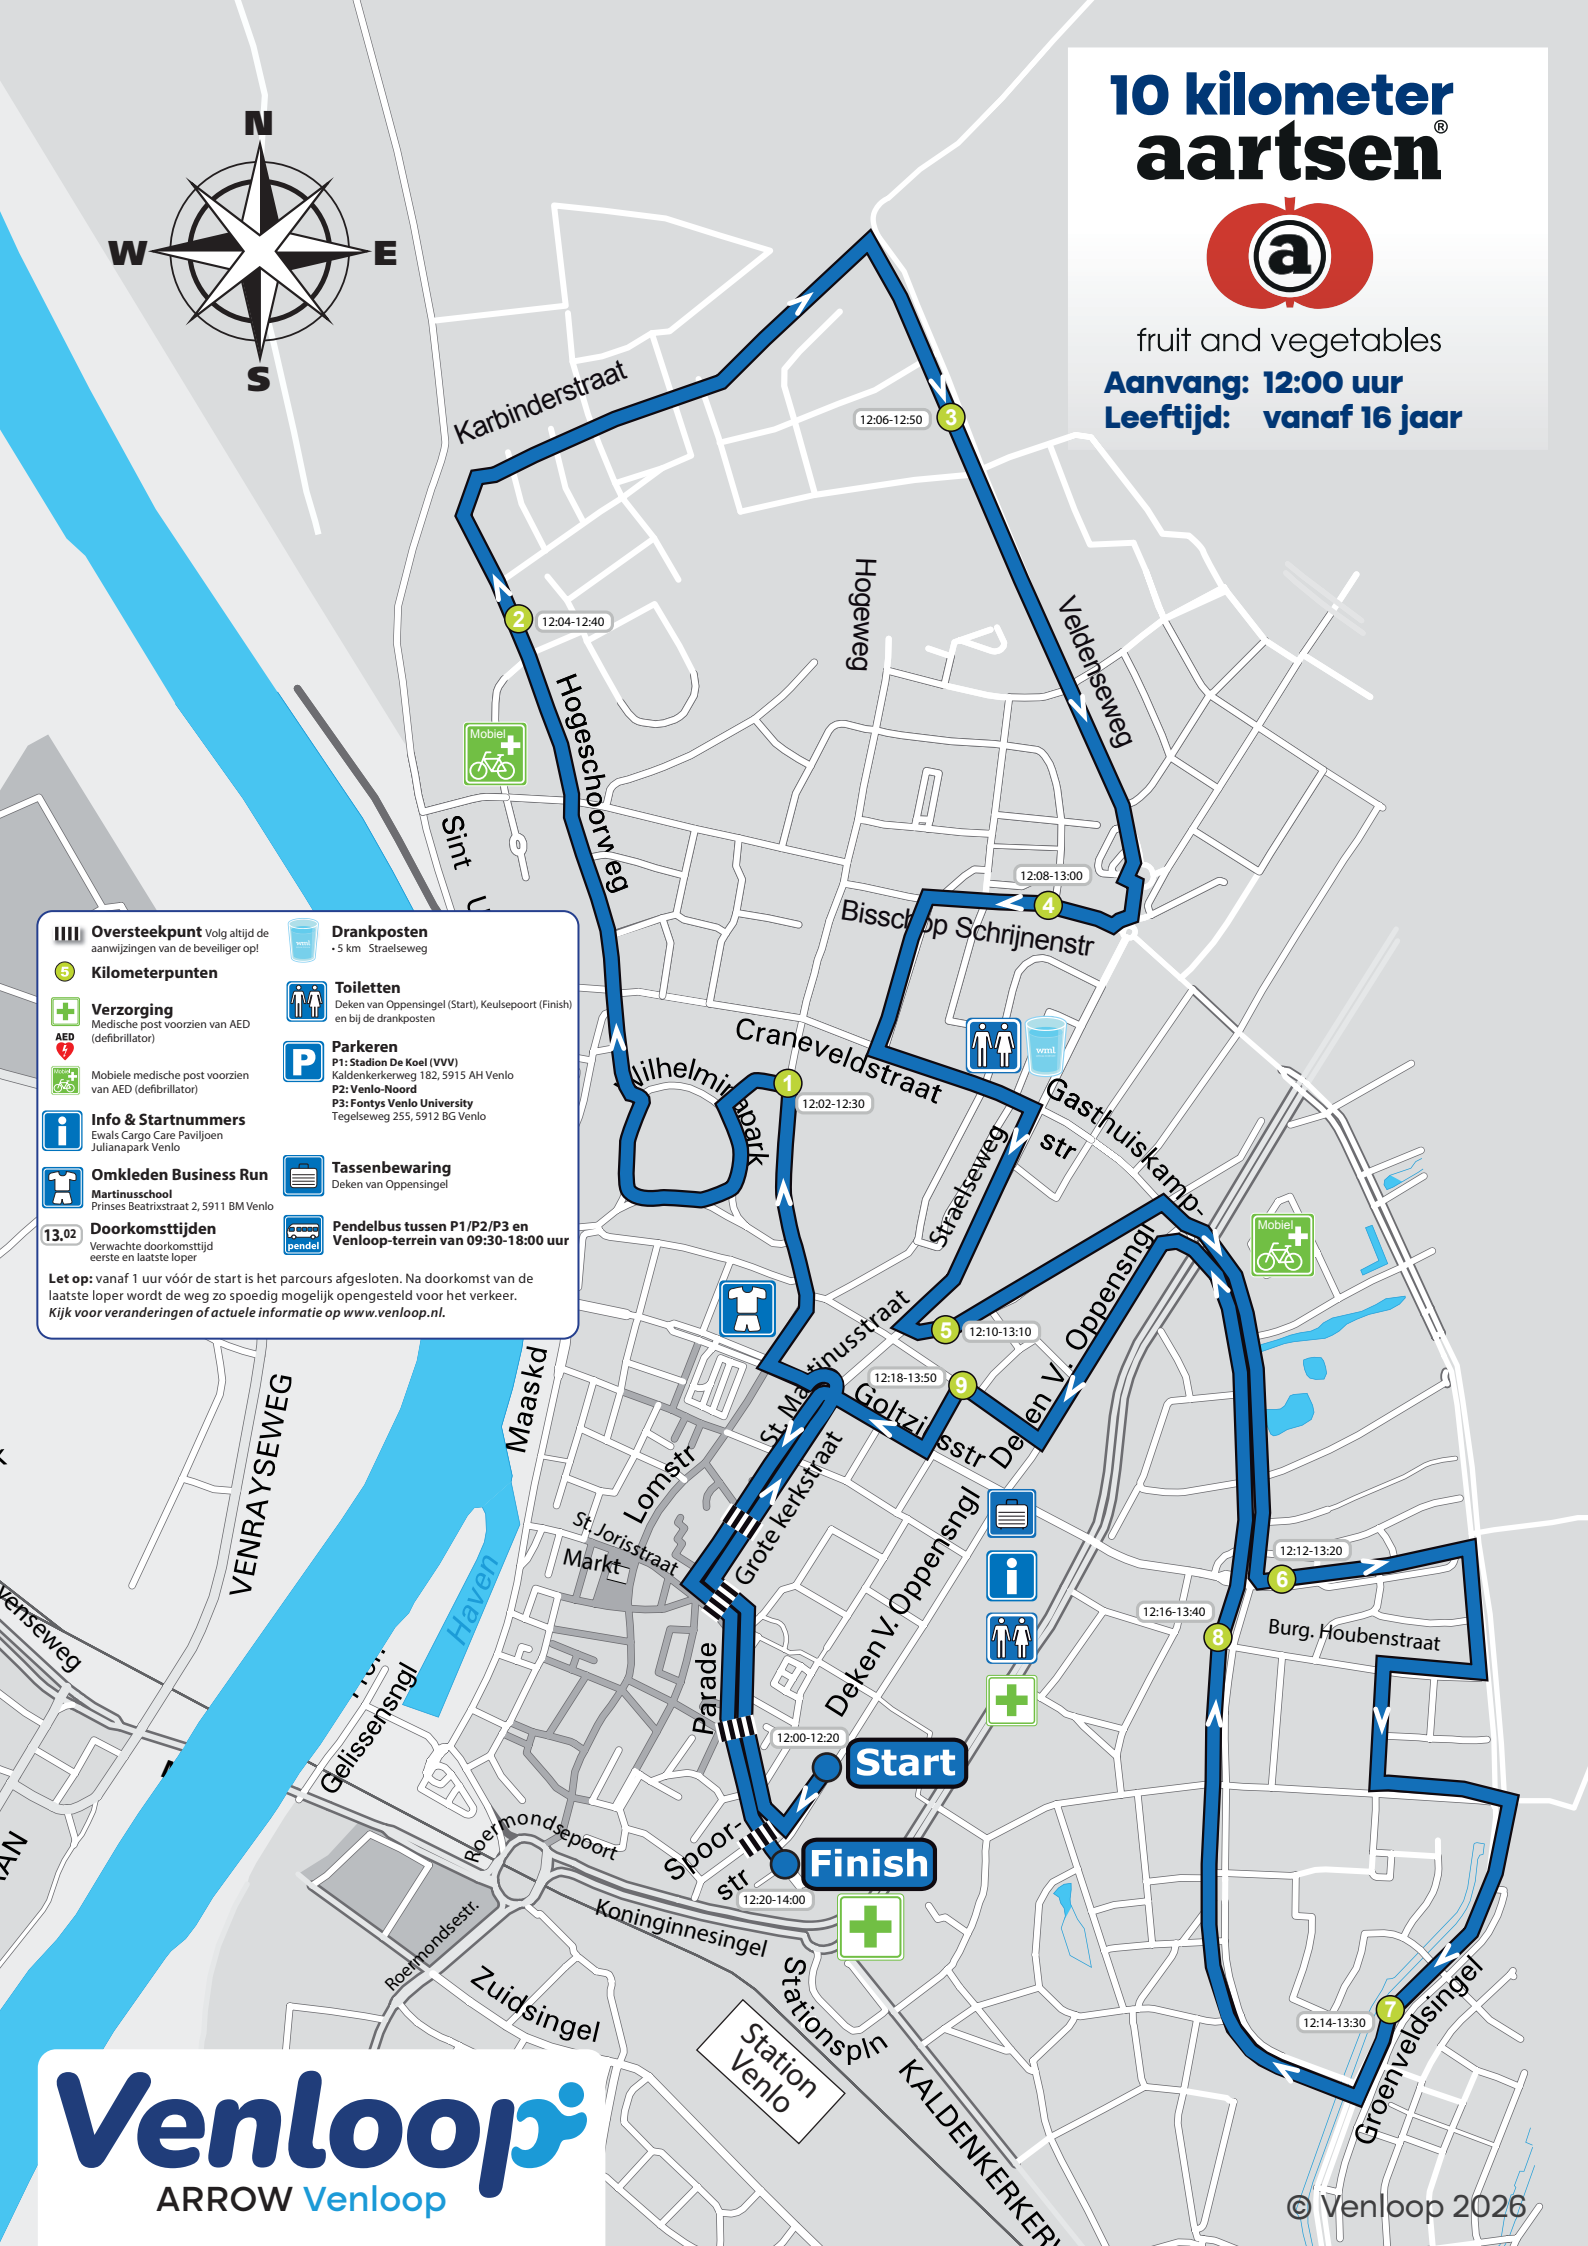 10 kilometer
aartsen®
a
fruit and vegetables
Aanvang: 12:00 uur
Leeftijd: vanaf 16 jaar
N
W
E
S
Karbinderstraat
3
12:06-12:50
2
12:04-12:40
Hogeweg
Veldenseweg
Hogeschoorweg
Mobiel
Sint
12:08-13:00
4
Bisschop Schrijnenstr
Craneveldstraat
wml
Gasthuiskamp-
str
Wilhelminapark
1
12:02-12:30
Straelseweg
Mobiel
Oversteekpunt Volg altijd de
aanwijzingen van de beveiliger op!
5
Kilometerpunten
Verzorging
Medische post voorzien van AED
(defibrillator)
AED
Mobiel
Mobiele medische post voorzien
van AED (defibrillator)
Info & Startnummers
Ewals Cargo Care Paviljoen
Julianapark Venlo
Omkleden Business Run
Martinusschool
Prinses Beatrixstraat 2, 5911 BM Venlo
13.02
Doorkomsttijden
Verwachte doorkomsttijd
eerste en laatste loper
wml
Drankposten
• 5 km Straelseweg
Toiletten
Deken van Oppensingel (Start), Keulsepoort (Finish)
en bij de drankposten
P
Parkeren
P1: Stadion De Koel (VVV)
Kaldenkerkerweg 182, 5915 AH Venlo
P2: Venlo-Noord
P3: Fontys Venlo University
Tegelseweg 255, 5912 BG Venlo
Tassenbewaring
Deken van Oppensingel
pendel
Pendelbus tussen P1/P2/P3 en
Venloop-terrein van 09:30-18:00 uur
Let op: vanaf 1 uur vóór de start is het parcours afgesloten. Na doorkomst van de
laatste loper wordt de weg zo spoedig mogelijk opengesteld voor het verkeer.
Kijk voor veranderingen of actuele informatie op www.venloop.nl.
5
12:10-13:10
St. Martinusstraat
12:18-13:50
9
Goltziusstr
Deken V. Oppensngl
Maaskd
VENRAYSEWEG
Lomstr
Grote kerkstraat
St. Jorisstraat
Markt
Haven
Deken V. Oppensngl
12:12-13:20
6
12:16-13:40
8
Burg. Houbenstraat
Parade
Gelissensngl
12:00-12:20
Start
Spoor-
str
Finish
12:20-14:00
Roermondsepoort
Roermondsestr.
Koninginnesingel
Zuidsingel
Stationspln
Station
Venlo
KALDENKERKERW
7
12:14-13:30
Groenveldsingel
Venloop
ARROW Venloop
© Venloop 2026